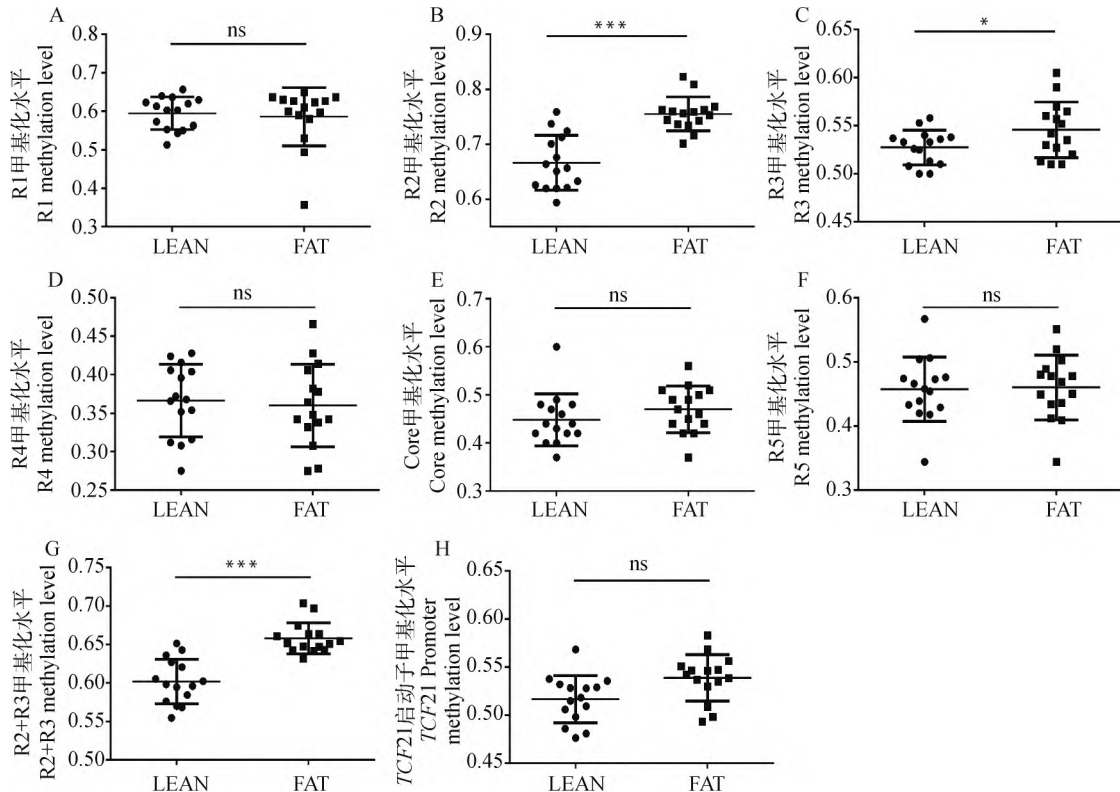 A
R1甲基化水平
R1 methylation level
0.8
0.7
0.6
0.5
0.4
0.3
ns
LEAN
FAT
B
R2甲基化水平
R2 methylation level
0.9
0.8
0.7
0.6
***
LEAN
FAT
C
R3甲基化水平
R3 methylation level
0.65
0.60
0.55
0.50
0.45
*
LEAN
FAT
D
R4甲基化水平
R4 methylation level
0.50
0.45
0.40
0.35
0.30
0.25
ns
LEAN
FAT
E
Core甲基化水平
Core methylation level
0.7
0.6
0.5
0.4
0.3
ns
LEAN
FAT
F
R5甲基化水平
R5 methylation level
0.6
0.5
0.4
0.3
ns
LEAN
FAT
G
R2+R3甲基化水平
R2+R3 methylation level
0.75
0.70
0.65
0.60
0.55
0.50
***
LEAN
FAT
H
TCF21启动子甲基化水平
TCF21 Promoter
methylation level
0.65
0.60
0.55
0.50
0.45
ns
LEAN
FAT